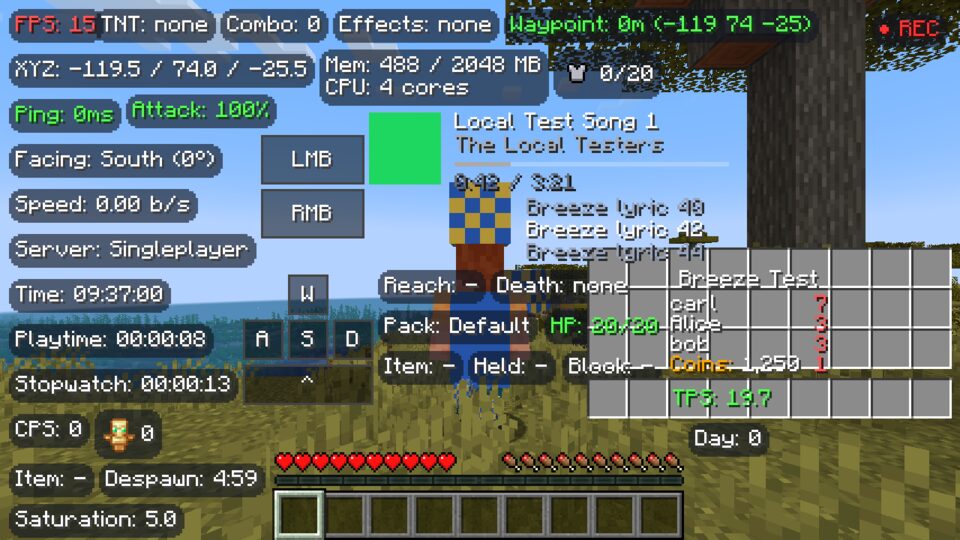 FPS: 15
TNT: none
Combo: 0
Effects: none
Waypoint: 0m (-119 74 -25)
REC
XYZ: -119.5 / 74.0 / -25.5
Mem: 488 / 2048 MB
CPU: 4 cores
0/20
Ping: 0ms
Attack: 100%
Local Test Song 1
The Local Testers
0:42 / 3:21
Facing: South (0°)
LMB
RMB
Speed: 0.00 b/s
Breeze lyric 40
Breeze lyric 42
Breeze lyric 44
Server: Singleplayer
Time: 09:37:00
W
A
S
D
^
Reach: -
Death: none
Breeze Test
carl 7
Alice 3
bob 3
Coins: 1,250 1
TPS: 19.7
Playtime: 00:00:08
Pack: Default
HP: 20/20
Item: -
Held: -
Block: -
Stopwatch: 00:00:13
CPS: 0
0
Day: 0
Item: -
Despawn: 4:59
Saturation: 5.0